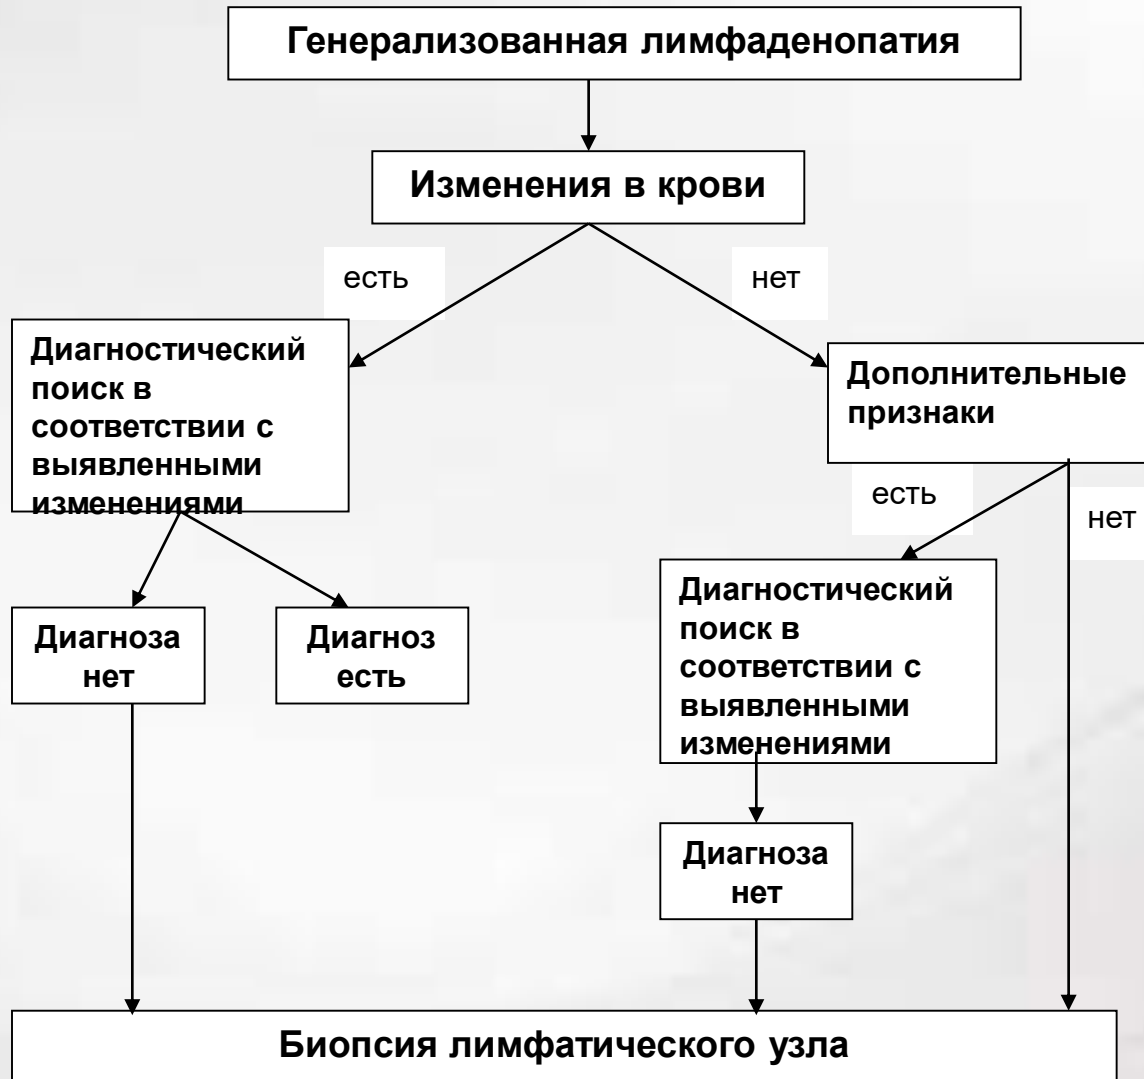 Генерализованная лимфаденопатия
Изменения в крови
есть
нет
Диагностический
поиск в
соответствии с
выявленными
изменениями
Дополнительные
признаки
есть
нет
Диагноза
нет
Диагноз
есть
Диагностический
поиск в
соответствии с
выявленными
изменениями
Диагноза
нет
Биопсия лимфатического узла